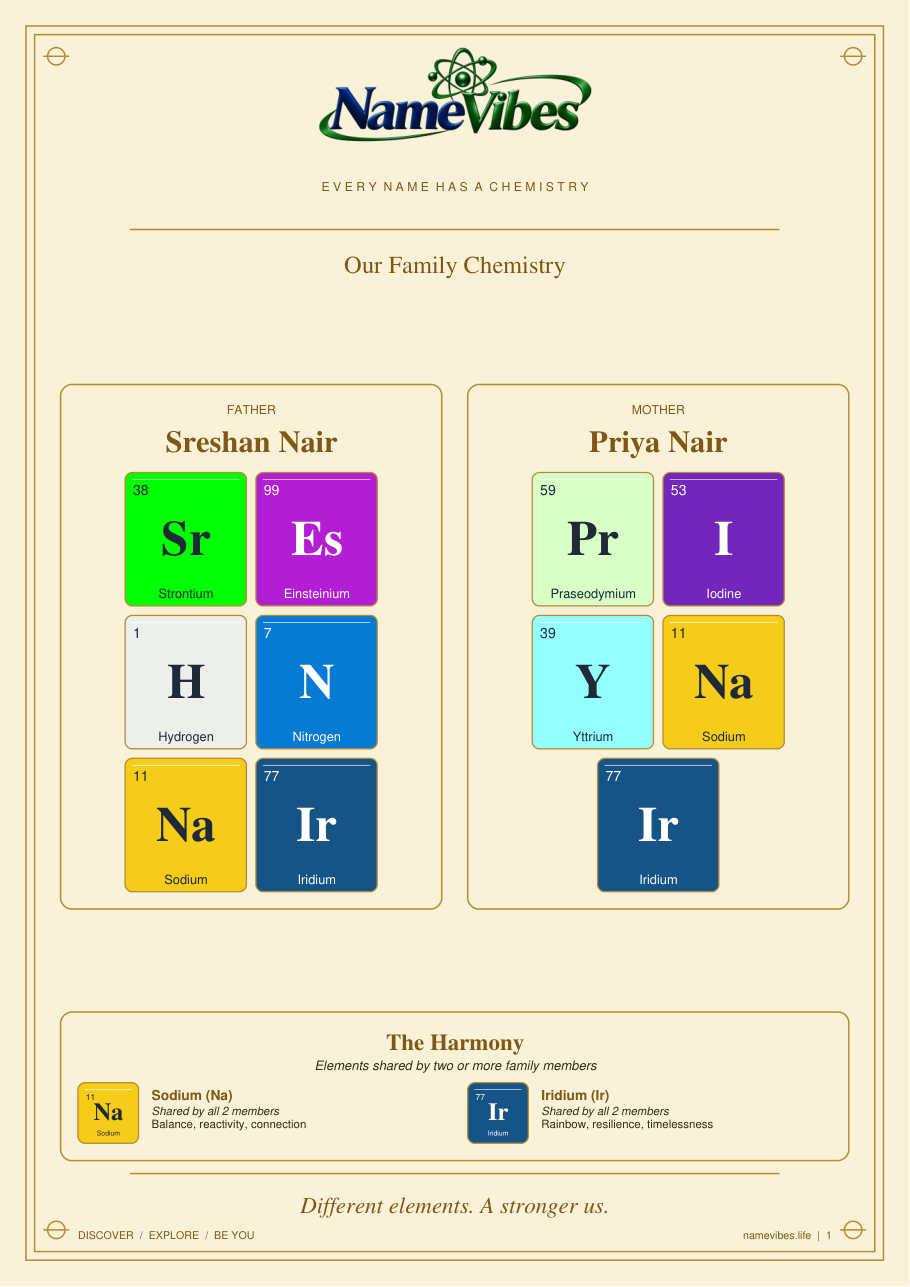 NameVibes
EVERY NAME HAS A CHEMISTRY
Our Family Chemistry
FATHER
Sreshan Nair
38
Sr
Strontium
99
Es
Einsteinium
1
H
Hydrogen
7
N
Nitrogen
11
Na
Sodium
77
Ir
Iridium
MOTHER
Priya Nair
59
Pr
Praseodymium
53
I
Iodine
39
Y
Yttrium
11
Na
Sodium
77
Ir
Iridium
The Harmony
Elements shared by two or more family members
11
Na
Sodium
Sodium (Na)
Shared by all 2 members
Balance, reactivity, connection
77
Ir
Iridium
Iridium (Ir)
Shared by all 2 members
Rainbow, resilience, timelessness
Different elements. A stronger us.
DISCOVER / EXPLORE / BE YOU
namevibes.life | 1